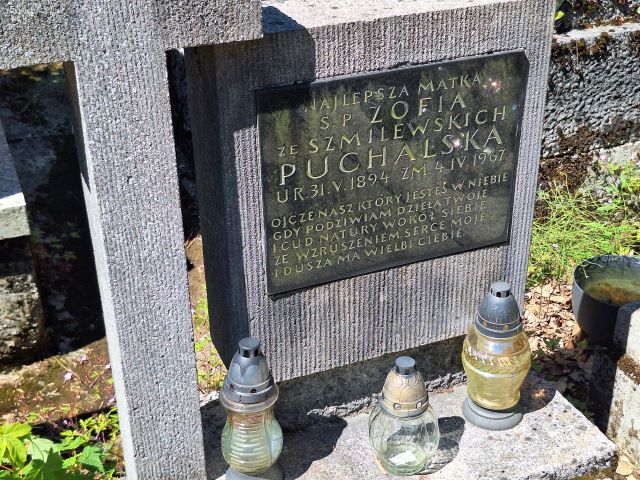 NAJLEPSZA MATKA
Ś.P. ZOFIA
ZE SZMILEWSKICH
PUCHALSKA
UR.31.V.1894 ZM.4.IV.1967
OJCZE NASZ KTÓRY JESTEŚ W NIEBIE
GDY PODZIWIAM DZIEŁA TWOJE
I CUD NATURY WOKÓŁ SIEBIE
ZE WZRUSZENIEM SERCE MOJE
I DUSZA MA WIELBI CIEBIE